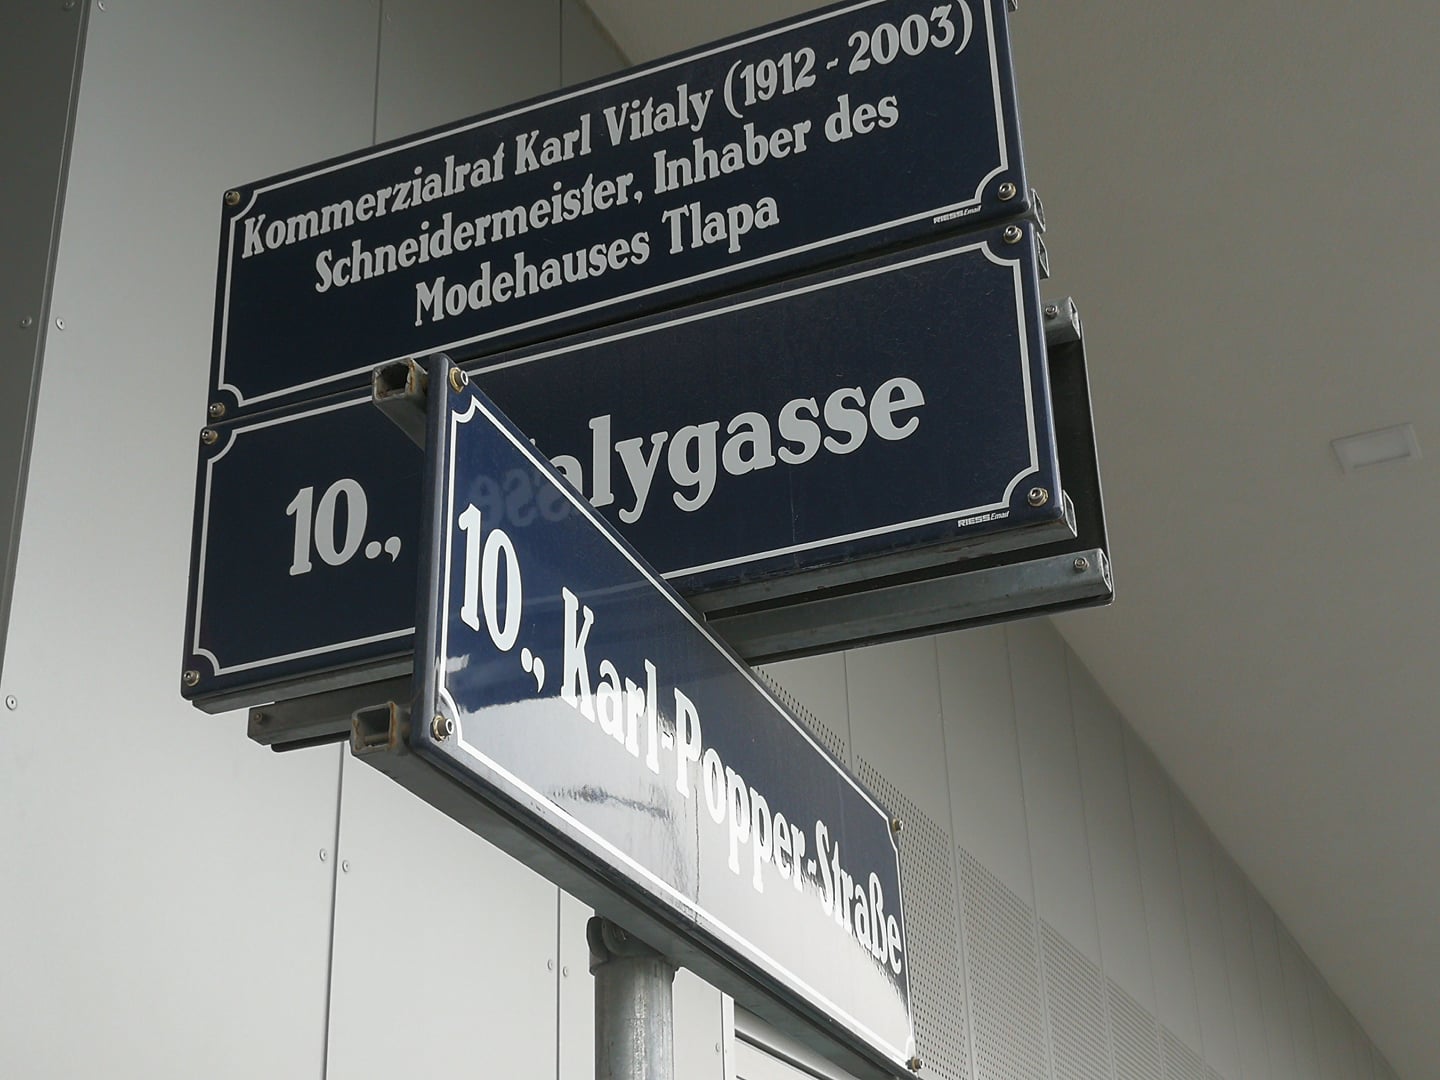 Kommerzialrat Karl Vitaly (1912 - 2003)
Schneidermeister, Inhaber des
Modehauses Tlapa
RIESS Email
10., alygasse
RIESS Email
10., Karl-Popper-Straße